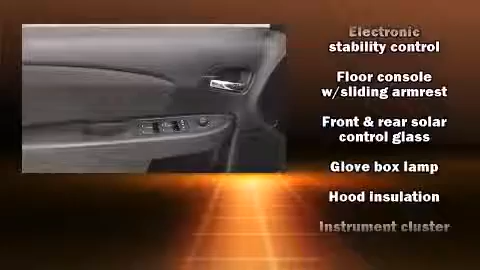 Electronic
stability control
Floor console
w/sliding armrest
Front & rear solar
control glass
Glove box lamp
Hood insulation
Instrument cluster